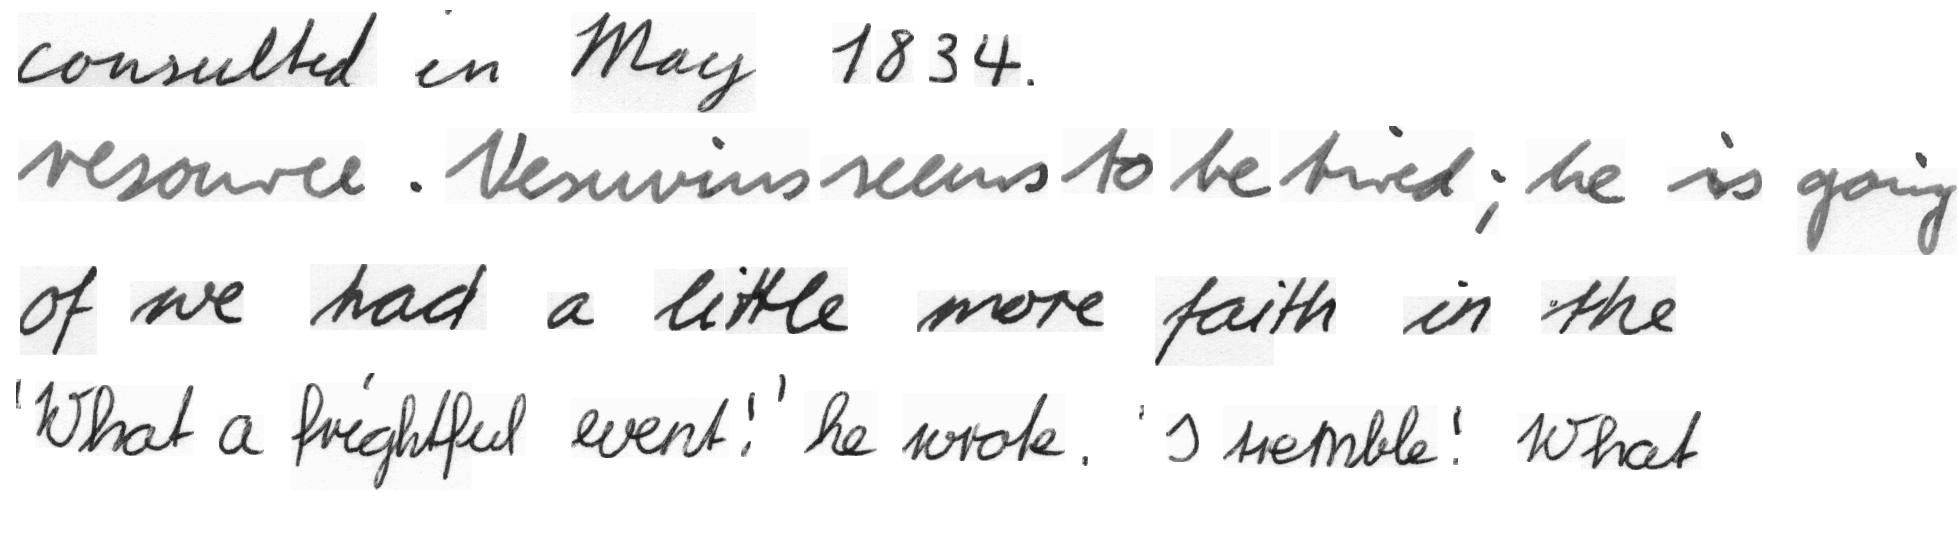 consulted in May 1834.
resource. Vesuvius seems to be tired; he is going
of we had a little more faith in the
'What a frightful event!' he wrote. 'I tremble! What